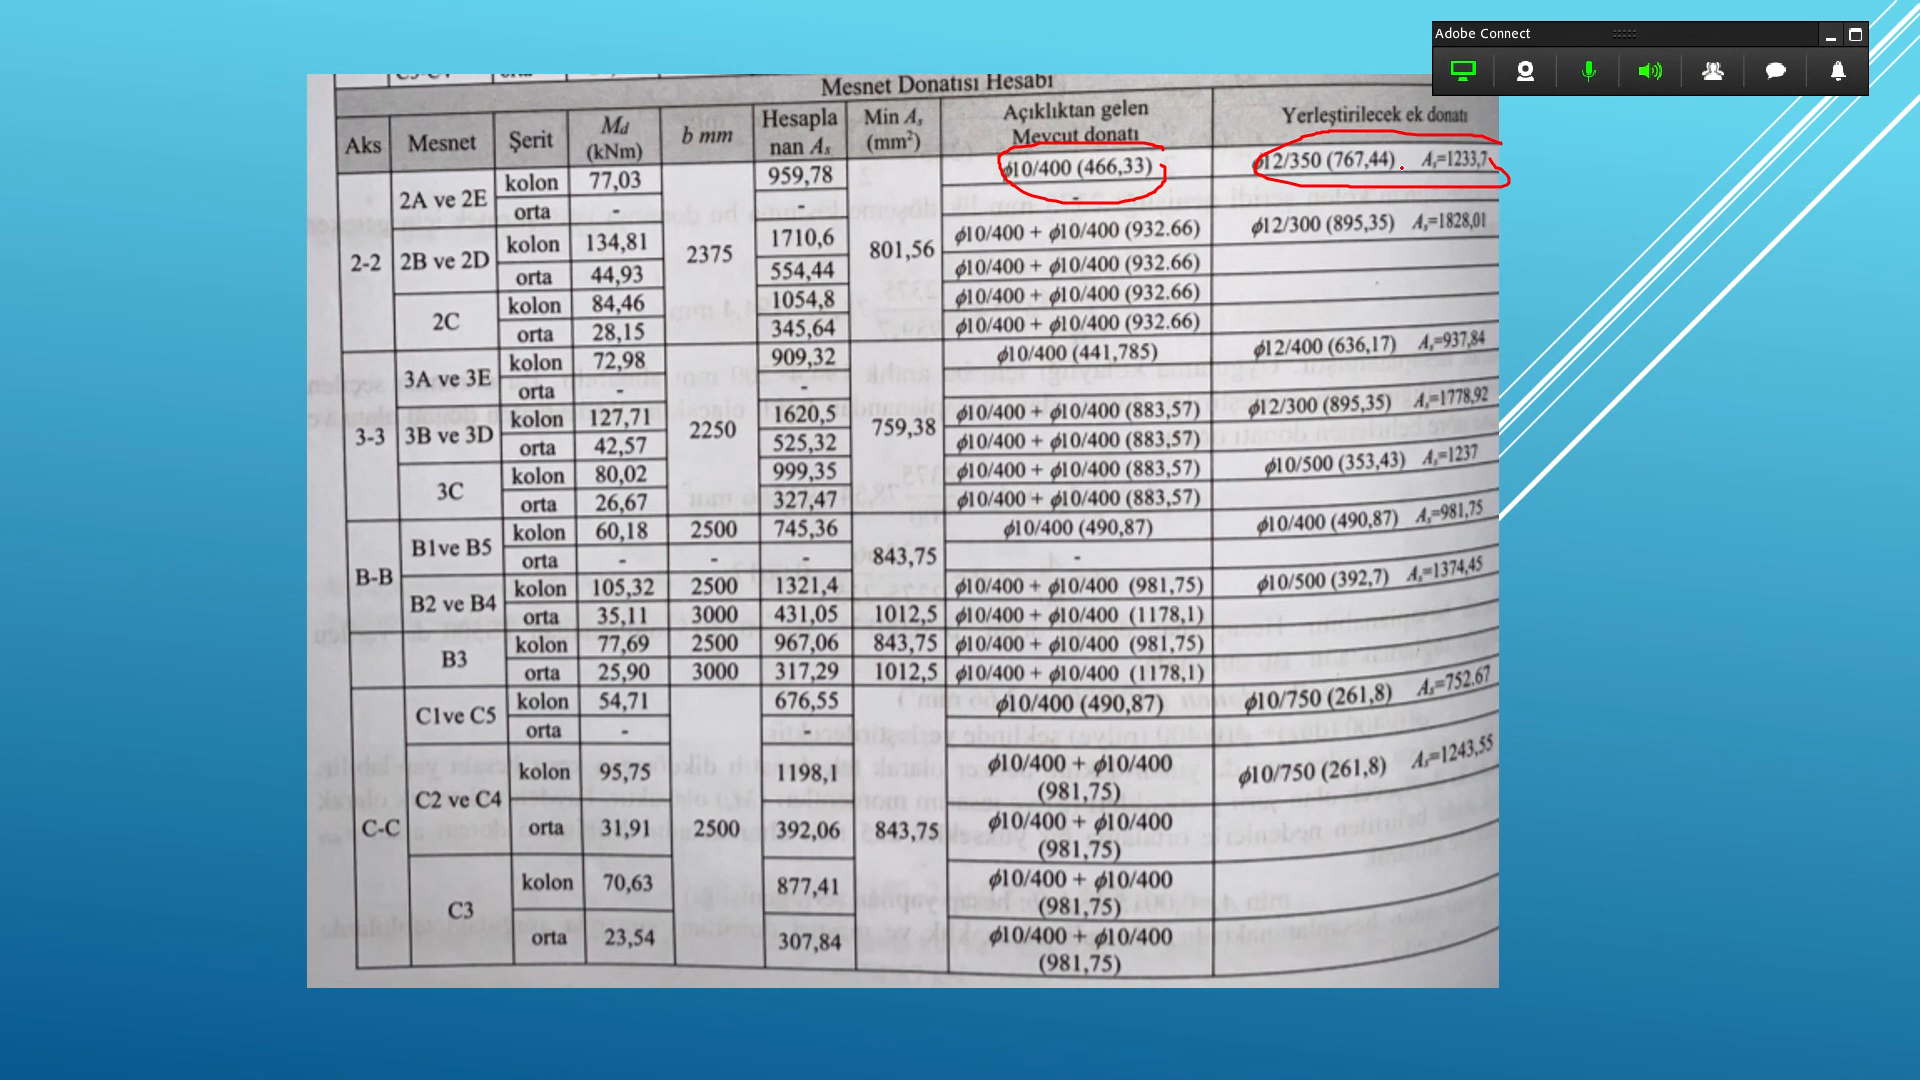 Adobe Connect
Mesnet Donatısı Hesabı
Aks Mesnet Şerit Md (kNm) b mm Hesapla nan As Min As (mm²) Açıklıktan gelen Mevcut donatı Yerleştirilecek ek donatı
2-2 2A ve 2E kolon 77,03 2375 959,78 801,56 ϕ10/400 (466,33) ϕ12/350 (767,44) As=1233,7
orta - - -
2B ve 2D kolon 134,81 1710,6 ϕ10/400 + ϕ10/400 (932.66) ϕ12/300 (895,35) As=1828,01
orta 44,93 554,44 ϕ10/400 + ϕ10/400 (932.66)
2C kolon 84,46 1054,8 ϕ10/400 + ϕ10/400 (932.66)
orta 28,15 345,64 ϕ10/400 + ϕ10/400 (932.66)
3-3 3A ve 3E kolon 72,98 2250 909,32 759,38 ϕ10/400 (441,785) ϕ12/400 (636,17) As=937,84
orta - -
3B ve 3D kolon 127,71 1620,5 ϕ10/400 + ϕ10/400 (883,57) ϕ12/300 (895,35) As=1778,92
orta 42,57 525,32 ϕ10/400 + ϕ10/400 (883,57)
3C kolon 80,02 999,35 ϕ10/400 + ϕ10/400 (883,57) ϕ10/500 (353,43) As=1237
orta 26,67 327,47 ϕ10/400 + ϕ10/400 (883,57)
B-B B1ve B5 kolon 60,18 2500 745,36 843,75 ϕ10/400 (490,87) ϕ10/400 (490,87) As=981,75
orta - - - -
B2 ve B4 kolon 105,32 2500 1321,4 ϕ10/400 + ϕ10/400 (981,75) ϕ10/500 (392,7) As=1374,45
orta 35,11 3000 431,05 1012,5 ϕ10/400 + ϕ10/400 (1178,1)
B3 kolon 77,69 2500 967,06 843,75 ϕ10/400 + ϕ10/400 (981,75)
orta 25,90 3000 317,29 1012,5 ϕ10/400 + ϕ10/400 (1178,1)
C-C C1ve C5 kolon 54,71 2500 676,55 843,75 ϕ10/400 (490,87) ϕ10/750 (261,8) As=752.67
orta - -
C2 ve C4 kolon 95,75 1198,1 ϕ10/400 + ϕ10/400 (981,75) ϕ10/750 (261,8) As=1243,55
orta 31,91 392,06 ϕ10/400 + ϕ10/400 (981,75)
C3 kolon 70,63 877,41 ϕ10/400 + ϕ10/400 (981,75)
orta 23,54 307,84 ϕ10/400 + ϕ10/400 (981,75)